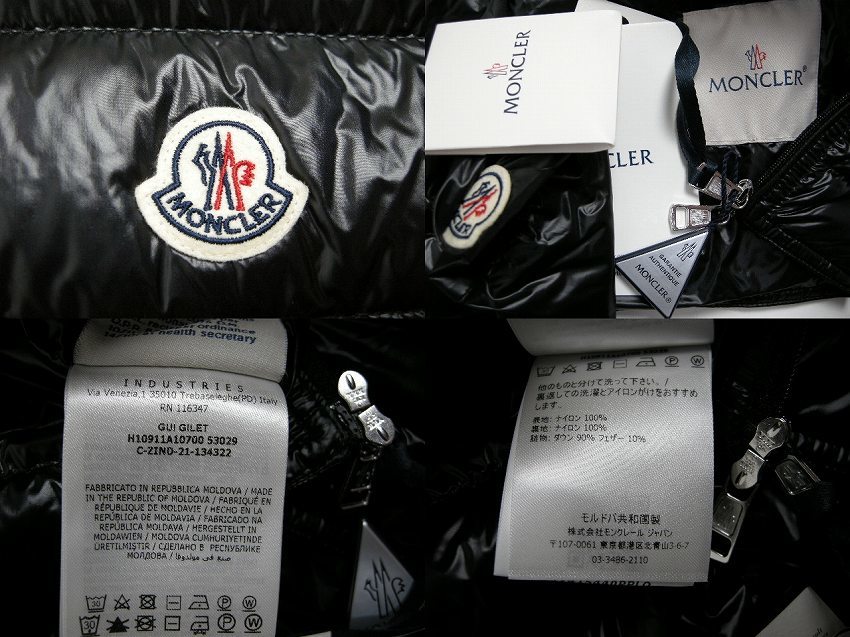 MONCLER
MONCLER
CLER
MONCLER®
GARANTIE
AUTHENTIQUE
MONCLER®
health secretary
INDUSTRIES
Via Venezia,1 35010 Trebaseleghe(PD) Italy
RN 116347
GUI GILET
H10911A10700 53029
C-ZIND-21-134322
FABBRICATO IN REPUBBLICA MOLDOVA / MADE
IN THE REPUBLIC OF MOLDOVA / FABRIQUÉ EN
RÉPUBLIQUE DE MOLDAVIE / HECHO EN LA
REPÚBLICA DE MOLDAVIA / FABRICADO NA
REPÚBLICA DA MOLDÁVIA / HERGESTELLT IN
MOLDAWIEN / MOLDOVA CUMHURIYETINDE
ÜRETILMIŞTIR / СДЕЛАНО В РЕСПУБЛИКЕ
МОЛДОВА / صنع في مولدوفا
他のものと分けて洗って下さい。/
裏返しての洗濯とアイロンがけをおすすめ
します。
表地: ナイロン 100%
裏地: ナイロン 100%
詰物: ダウン 90% フェザー 10%
モルドバ共和国製
株式会社モンクレール ジャパン
〒107-0061 東京都港区北青山3-6-7
03-3486-2110